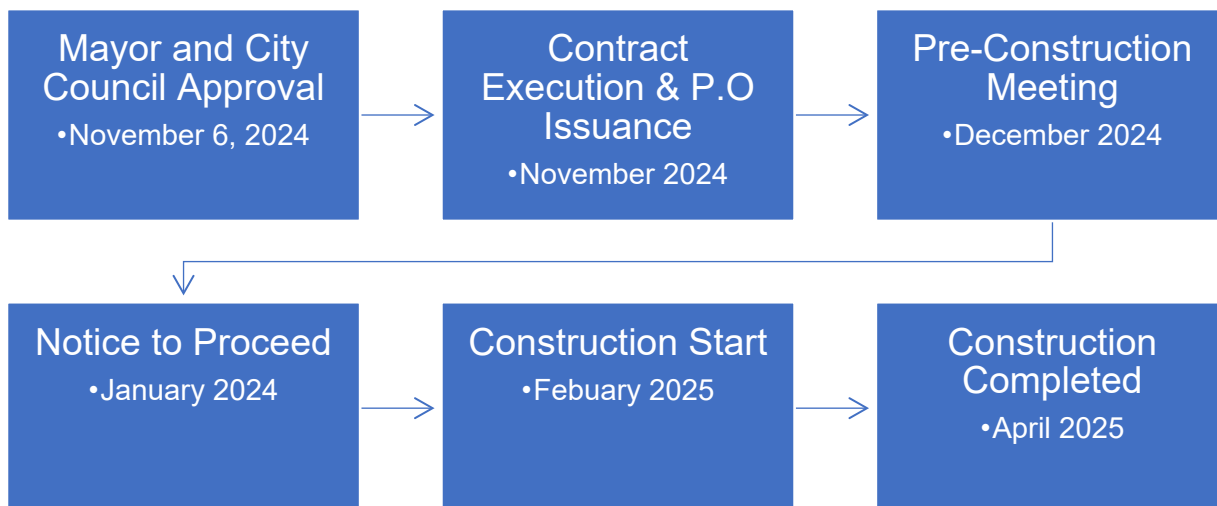 Mayor and City
Council Approval
•November 6, 2024
Contract
Execution & P.O
Issuance
•November 2024
Pre-Construction
Meeting
•December 2024
Notice to Proceed
•January 2024
Construction Start
•Febuary 2025
Construction
Completed
•April 2025